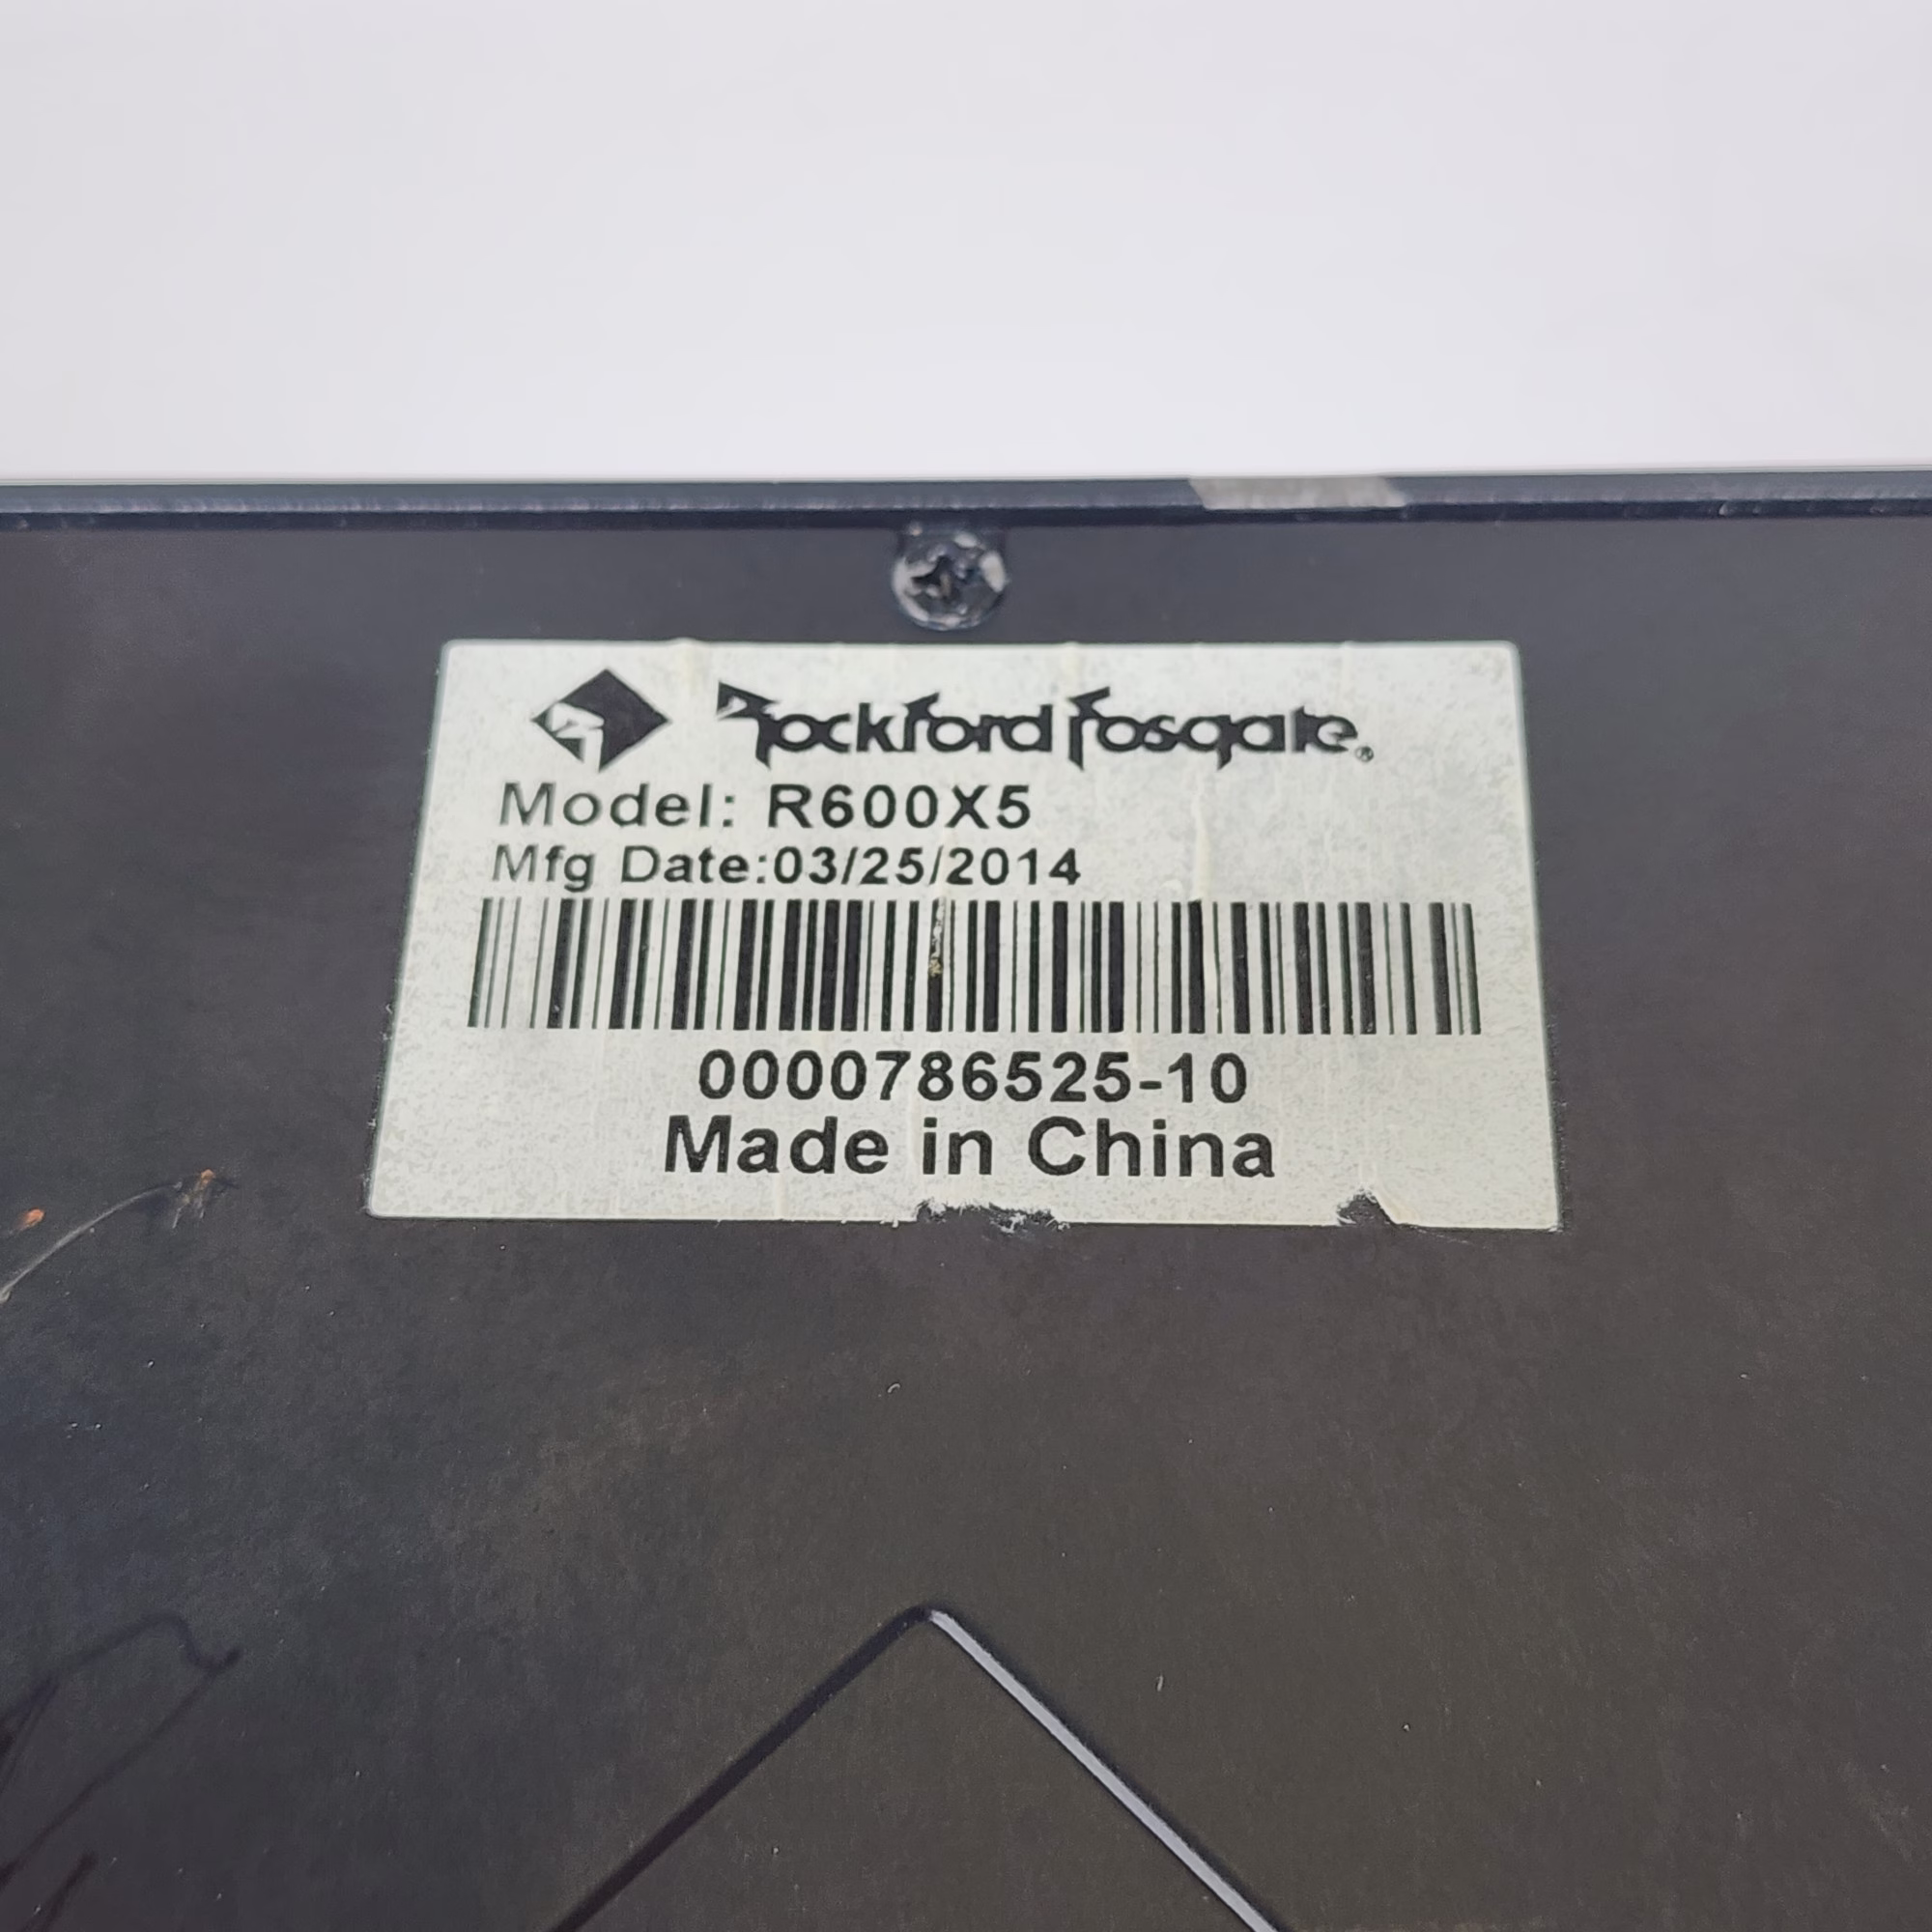 Rockford Fosgate®
Model: R600X5
Mfg Date:03/25/2014
0000786525-10
Made in China